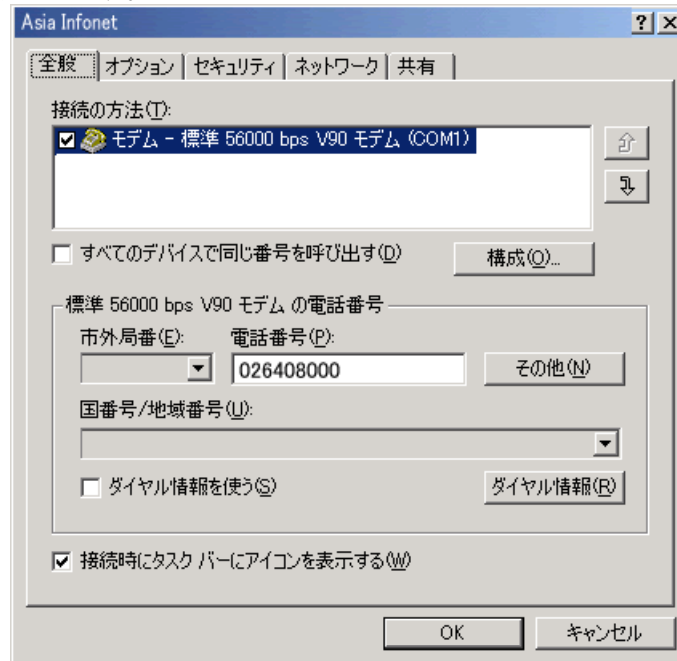 Asia Infonet
全般 オプション セキュリティ ネットワーク 共有
接続の方法(T):
モデム - 標準 56000 bps V90 モデム (COM1)
すべてのデバイスで同じ番号を呼び出す(D) 構成(O)...
標準 56000 bps V90 モデム の電話番号
市外局番(E): 電話番号(P):
026408000 その他(N)
国番号/地域番号(U):
ダイヤル情報を使う(S) ダイヤル情報(R)
接続時にタスク バーにアイコンを表示する(W)
OK キャンセル